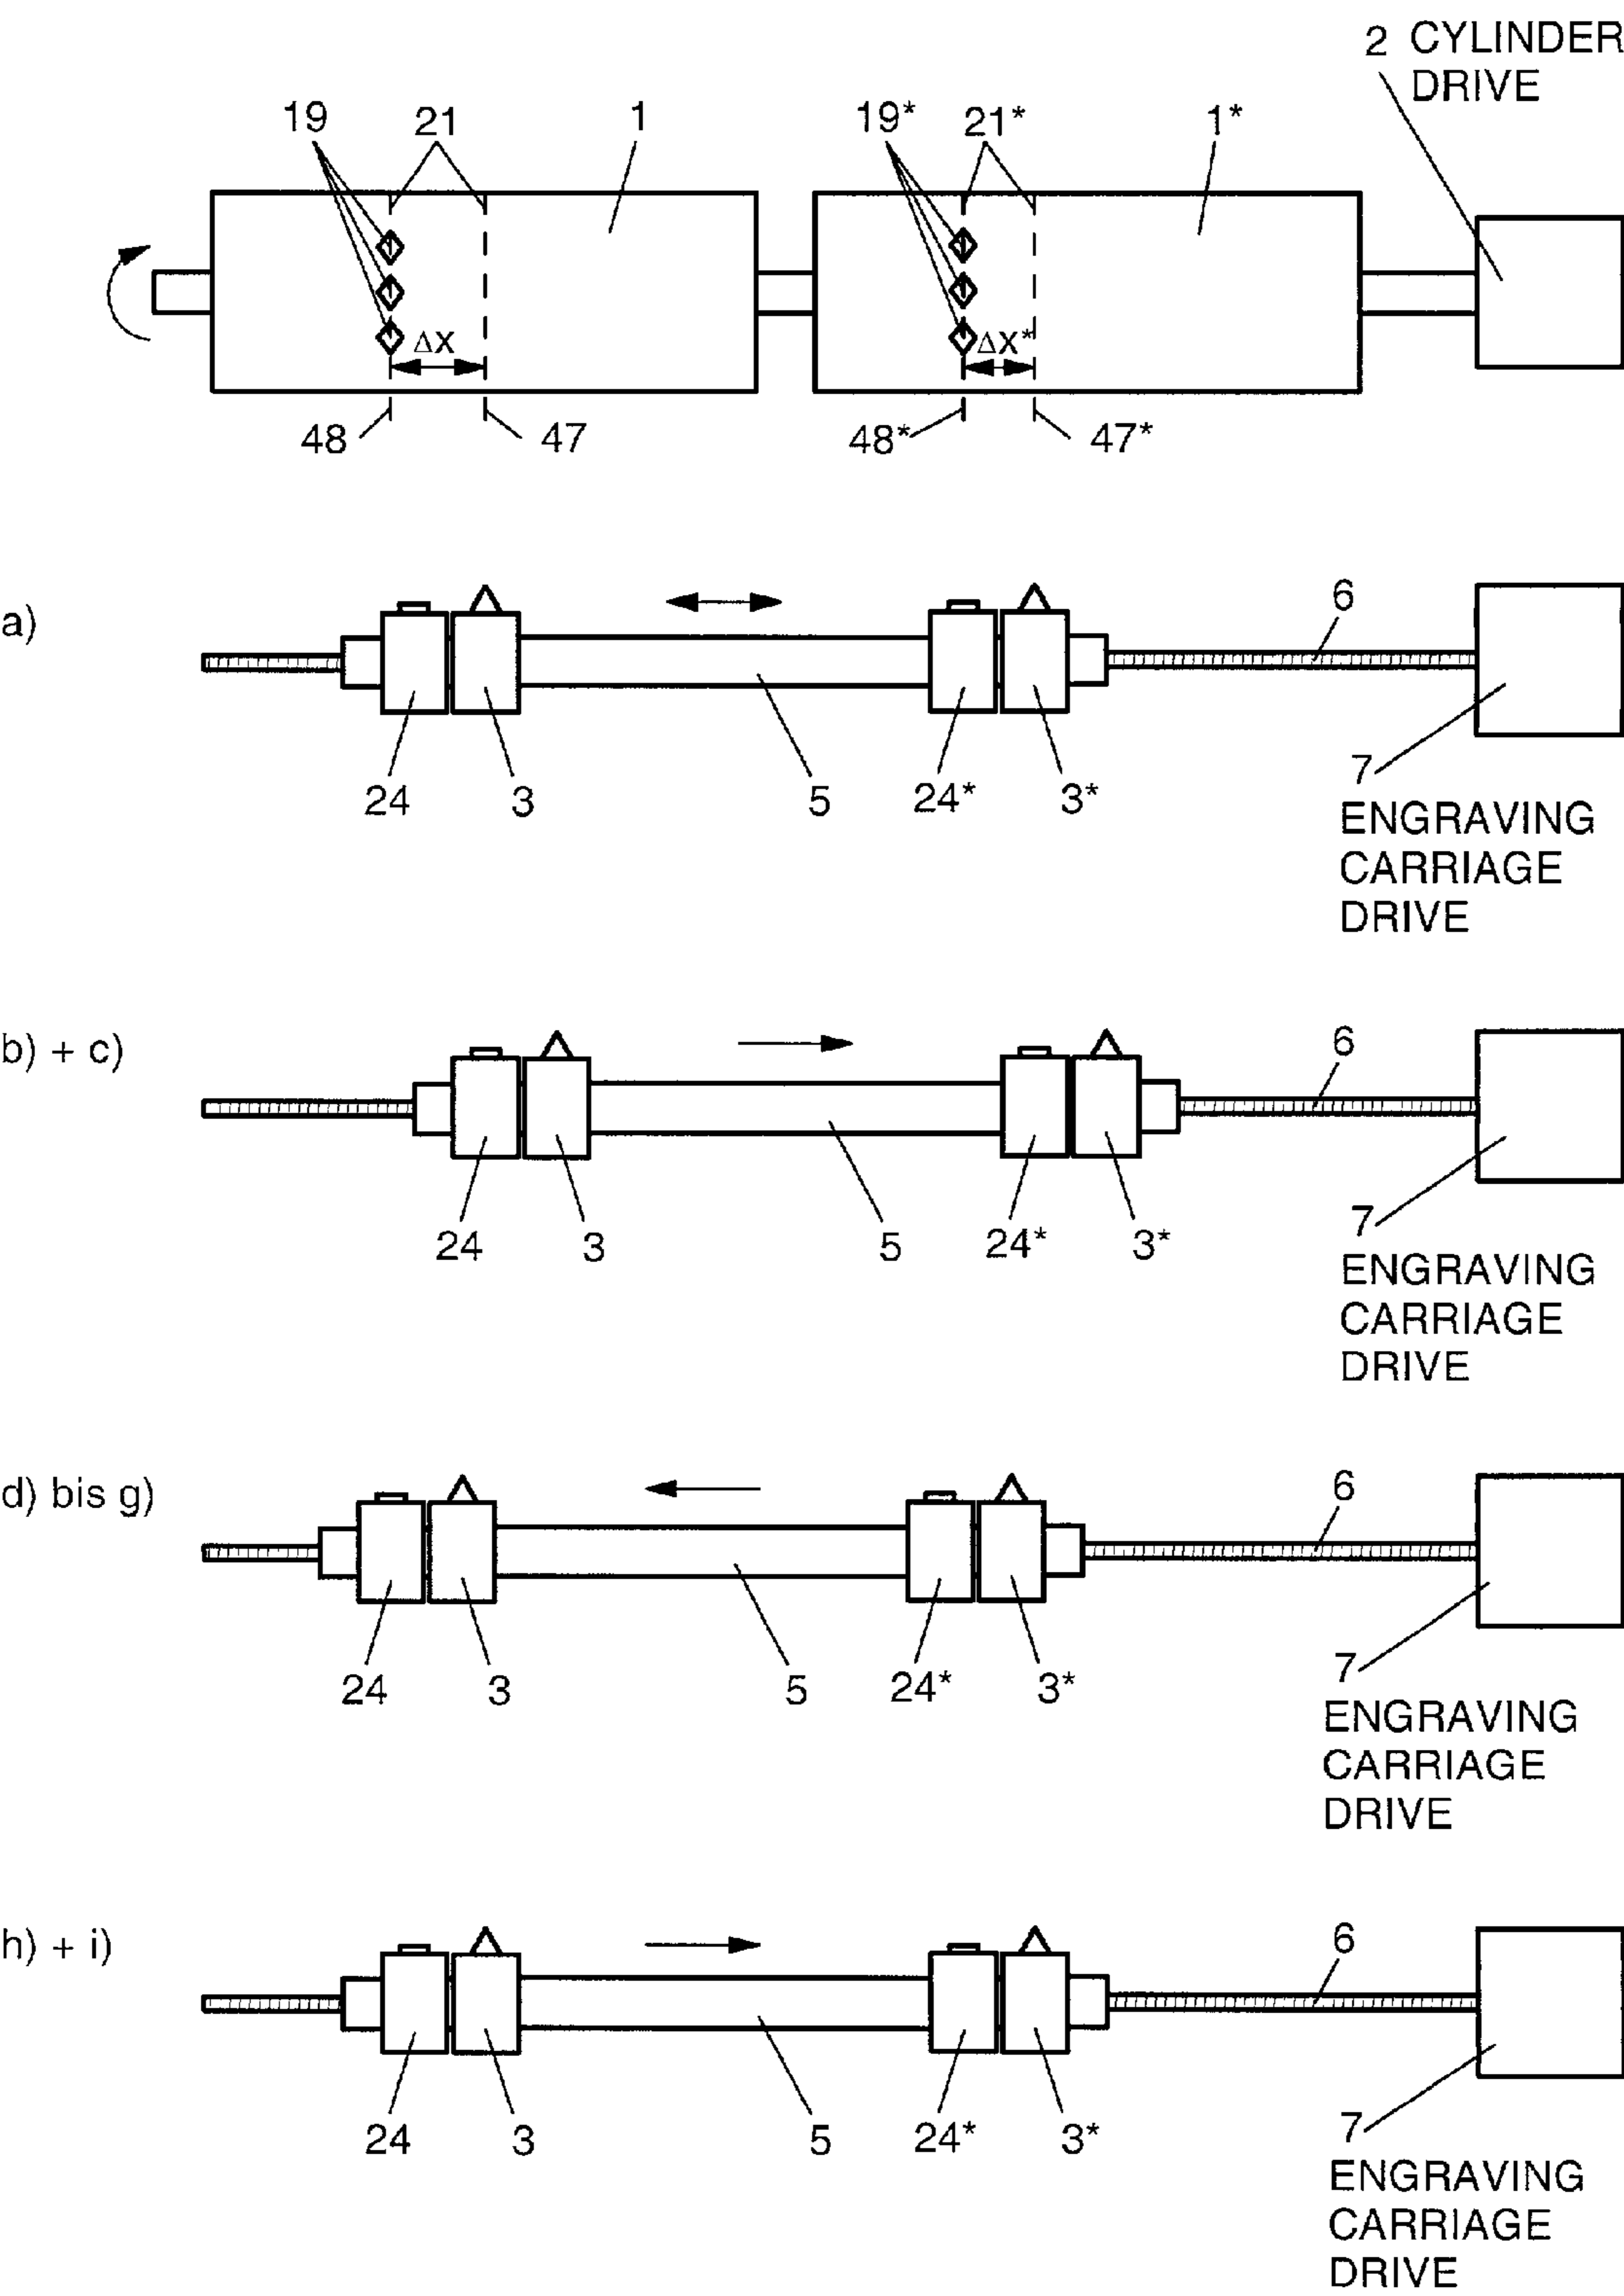 2 CYLINDER
DRIVE
19 21 1 19* 21* 1*
ΔX ΔX*
48 47 48* 47*
a)
6
24 3 5 24* 3* 7
ENGRAVING
CARRIAGE
DRIVE
b) + c)
6
24 3 5 24* 3* 7
ENGRAVING
CARRIAGE
DRIVE
d) bis g)
6
24 3 5 24* 3* 7
ENGRAVING
CARRIAGE
DRIVE
h) + i)
6
24 3 5 24* 3* 7
ENGRAVING
CARRIAGE
DRIVE